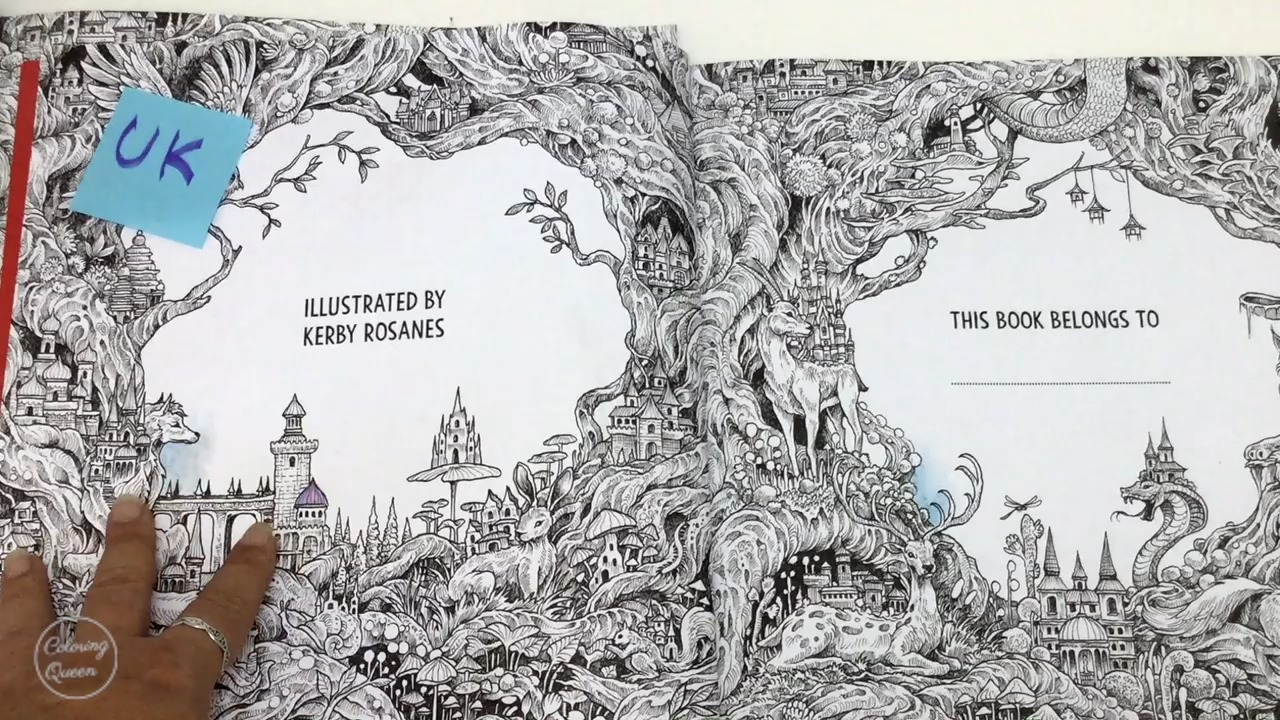 UK
ILLUSTRATED BY
KERBY ROSANES
THIS BOOK BELONGS TO
Coloring
Queen